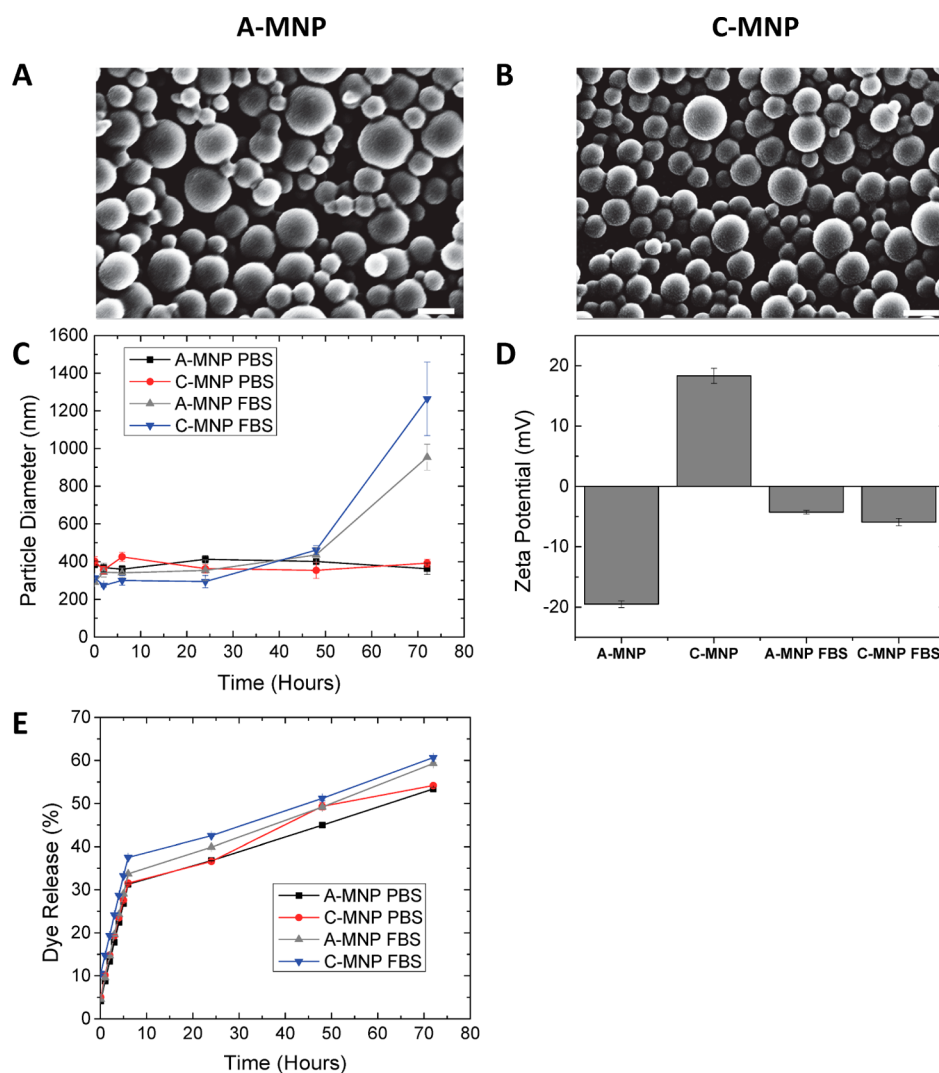 A-MNP
C-MNP
A
B
C
1600
1400
1200
1000
800
600
400
200
0
Particle Diameter (nm)
A-MNP PBS
C-MNP PBS
A-MNP FBS
C-MNP FBS
0 10 20 30 40 50 60 70 80
Time (Hours)
D
20
10
0
-10
-20
Zeta Potential (mV)
A-MNP C-MNP A-MNP FBS C-MNP FBS
E
70
60
50
40
30
20
10
0
Dye Release (%)
A-MNP PBS
C-MNP PBS
A-MNP FBS
C-MNP FBS
0 10 20 30 40 50 60 70 80
Time (Hours)